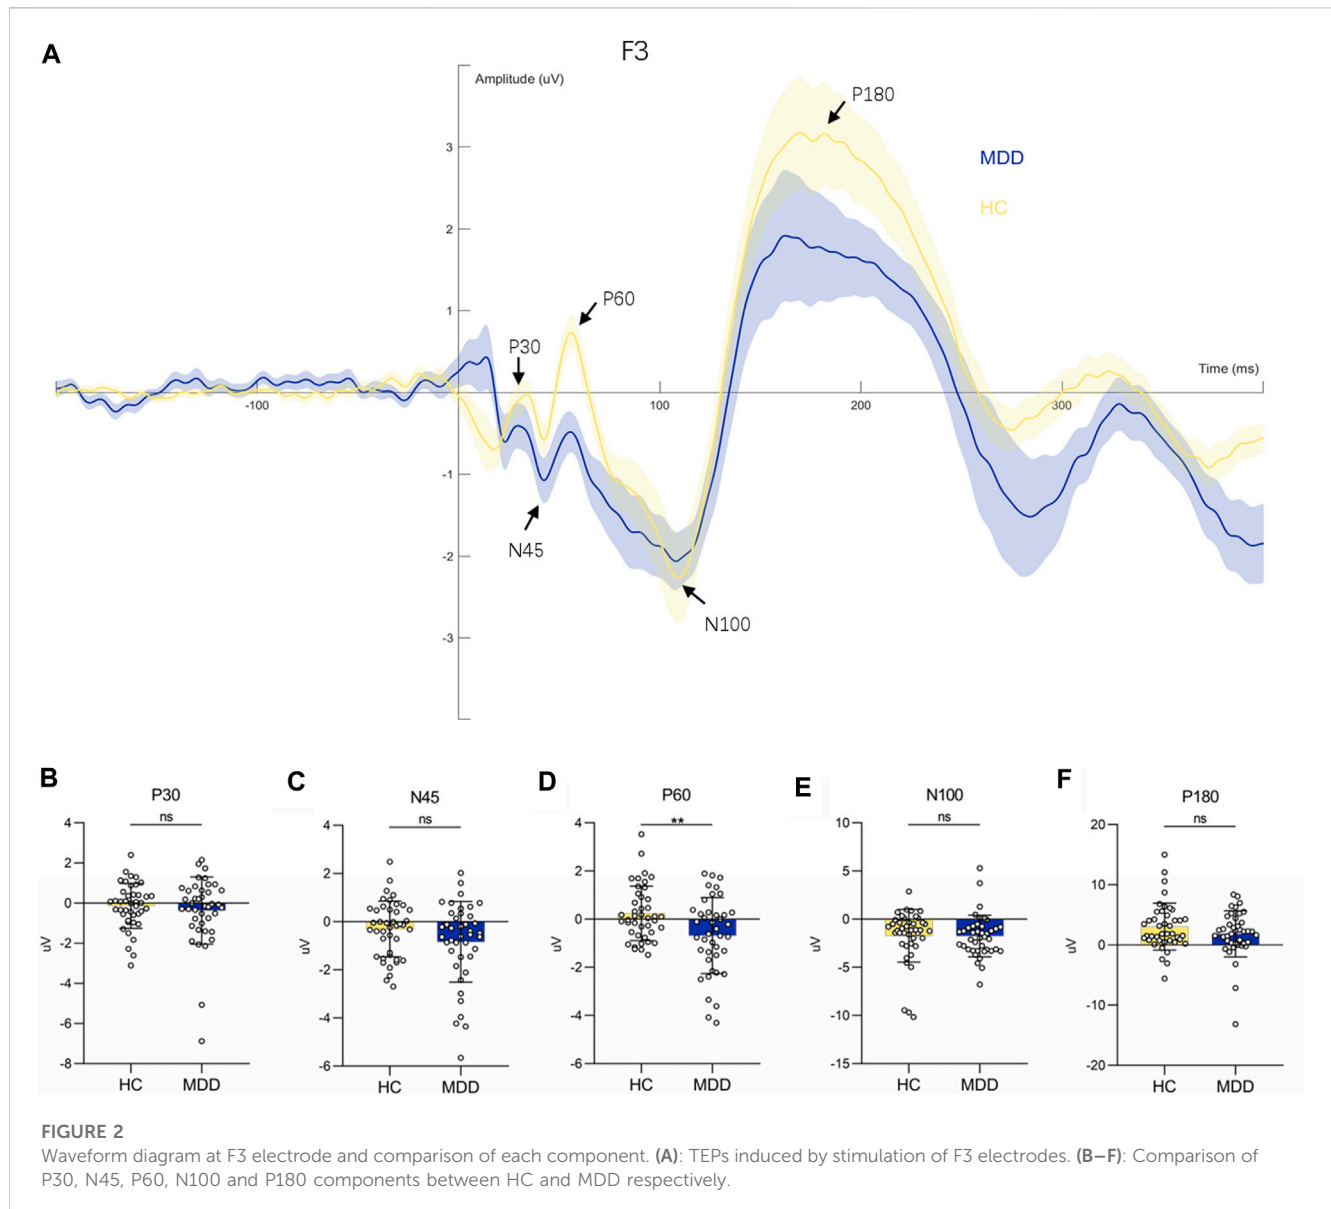 A
F3
Amplitude (uV)
P180
3
MDD
HC
2
P60
1
P30
Time (ms)
-100
100
200
300
-1
N45
-2
N100
-3
B
P30
ns
4
2
0
-2
-4
-6
-8
uV
HC
MDD
C
N45
ns
4
2
0
-2
-4
-6
uV
HC
MDD
D
P60
**
4
2
0
-2
-4
-6
uV
HC
MDD
E
N100
ns
10
5
0
-5
-10
-15
uV
HC
MDD
F
P180
ns
20
10
0
-10
-20
uV
HC
MDD
FIGURE 2
Waveform diagram at F3 electrode and comparison of each component. (A): TEPs induced by stimulation of F3 electrodes. (B–F): Comparison of
P30, N45, P60, N100 and P180 components between HC and MDD respectively.